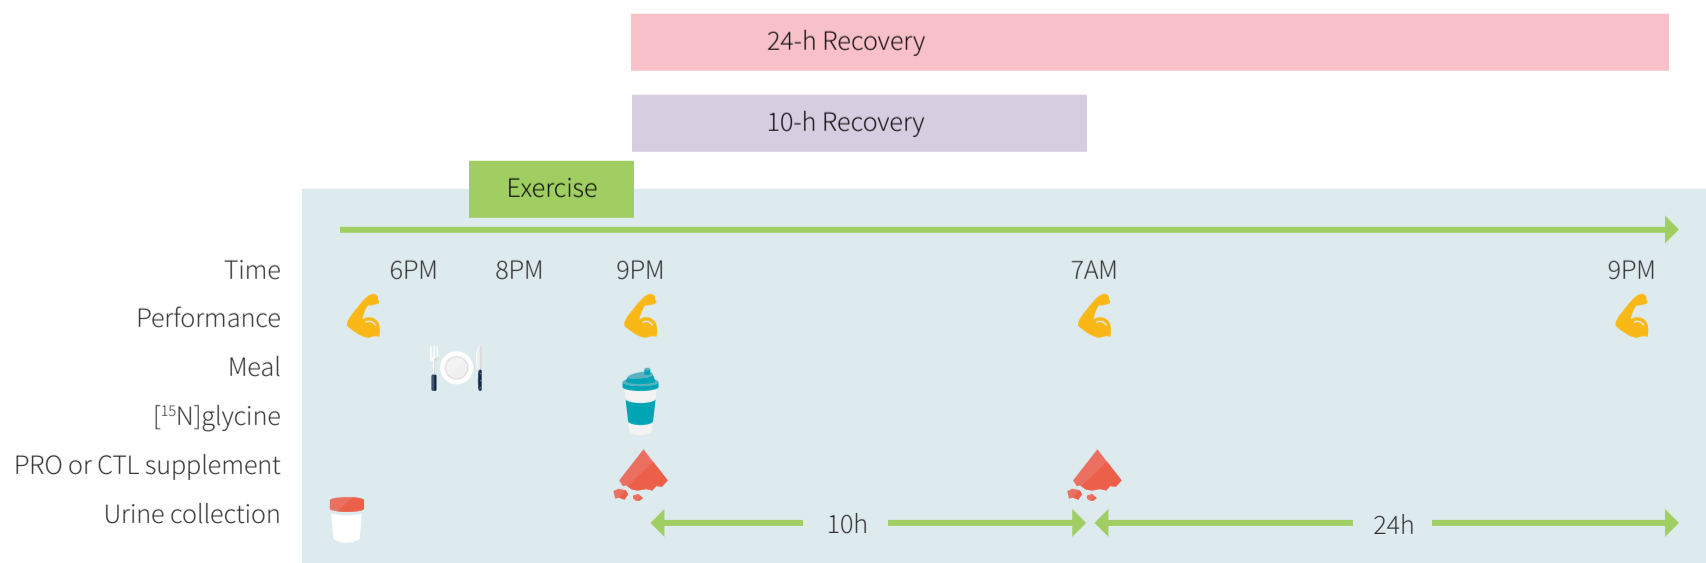 24-h Recovery
10-h Recovery
Exercise
Time 6PM 8PM 9PM 7AM 9PM
Performance
Meal
[¹⁵N]glycine
PRO or CTL supplement
Urine collection 10h 24h